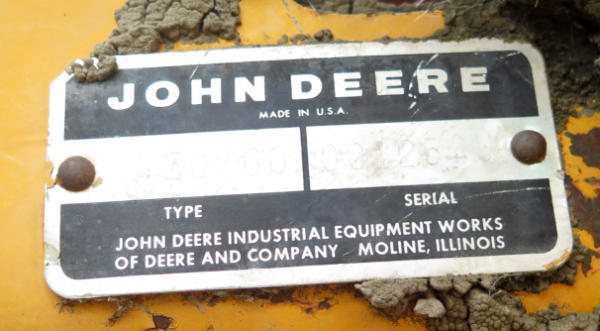 JOHN DEERE
MADE IN U.S.A.
TYPE SERIAL
JOHN DEERE INDUSTRIAL EQUIPMENT WORKS
OF DEERE AND COMPANY MOLINE, ILLINOIS